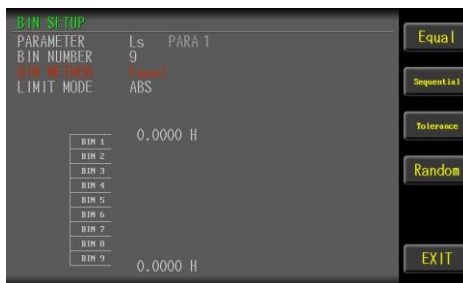 BIN SETUP
PARAMETER Ls PARA 1
BIN NUMBER 9
BIN METHOD Equal
LIMIT MODE ABS
0.0000 H
BIN 1
BIN 2
BIN 3
BIN 4
BIN 5
BIN 6
BIN 7
BIN 8
BIN 9
0.0000 H
Equal
Sequential
Tolerance
Random
EXIT